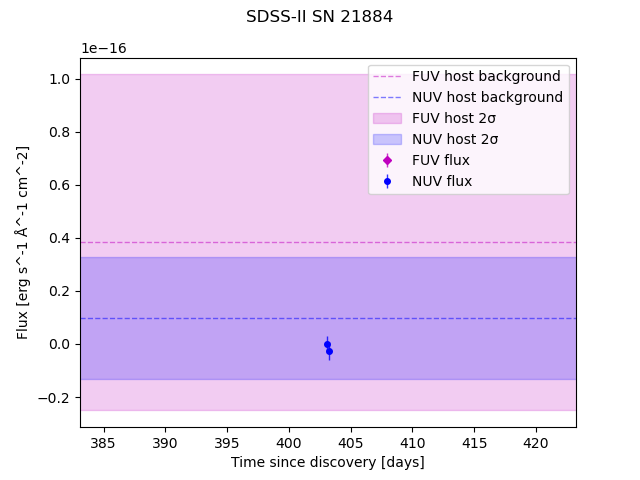 SDSS-II SN 21884
1e−16
FUV host background
NUV host background
FUV host 2σ
NUV host 2σ
FUV flux
NUV flux
1.0
0.8
0.6
0.4
0.2
0.0
−0.2
Flux [erg s^-1 Å^-1 cm^-2]
385 390 395 400 405 410 415 420
Time since discovery [days]